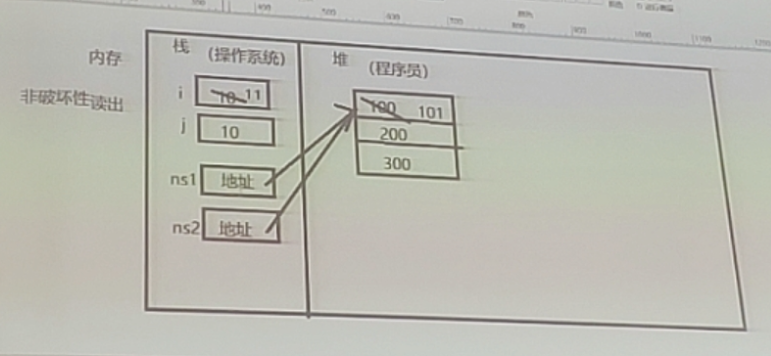 内存
非破坏性读出
栈 (操作系统)
i 10 11
j 10
ns1 地址
ns2 地址
堆 (程序员)
100 101
200
300